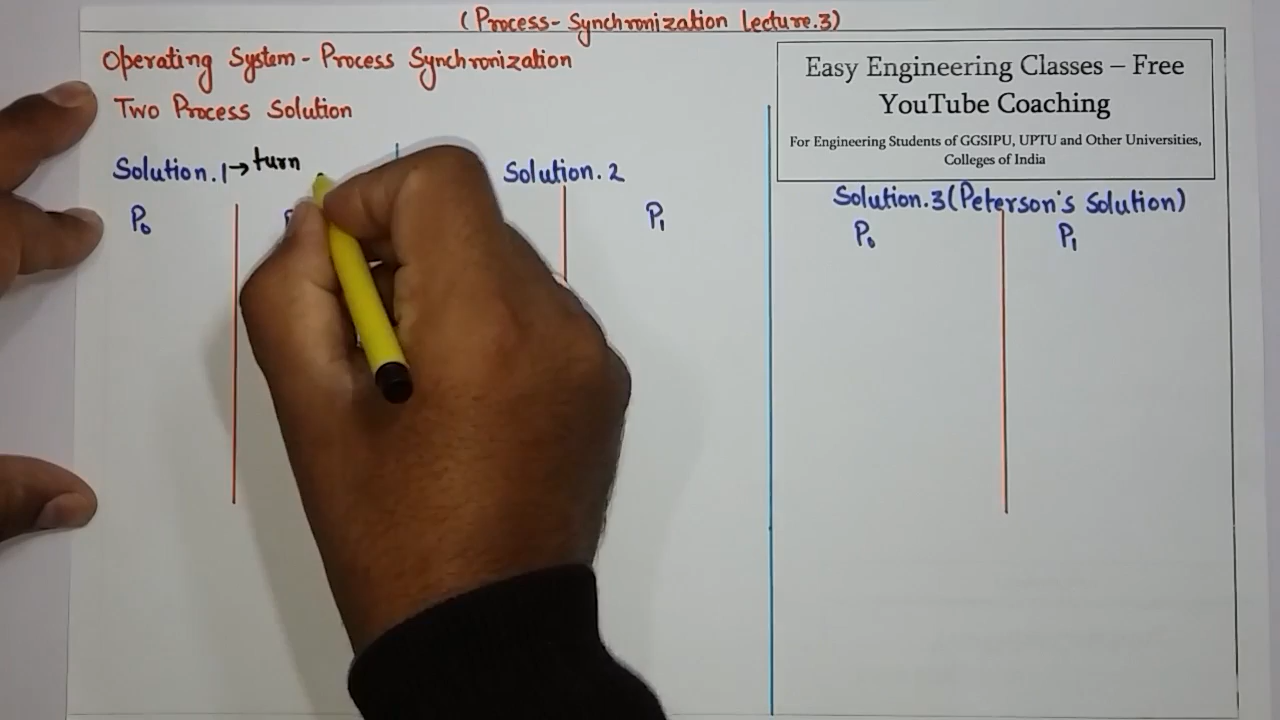 (Process-Synchronization lecture.3)
Operating System - Process Synchronization
Two Process Solution
Easy Engineering Classes – Free
YouTube Coaching
For Engineering Students of GGSIPU, UPTU and Other Universities,
Colleges of India
Solution.1→turn
P0
Solution.2
P1
Solution.3(Peterson's Solution)
P0
P1